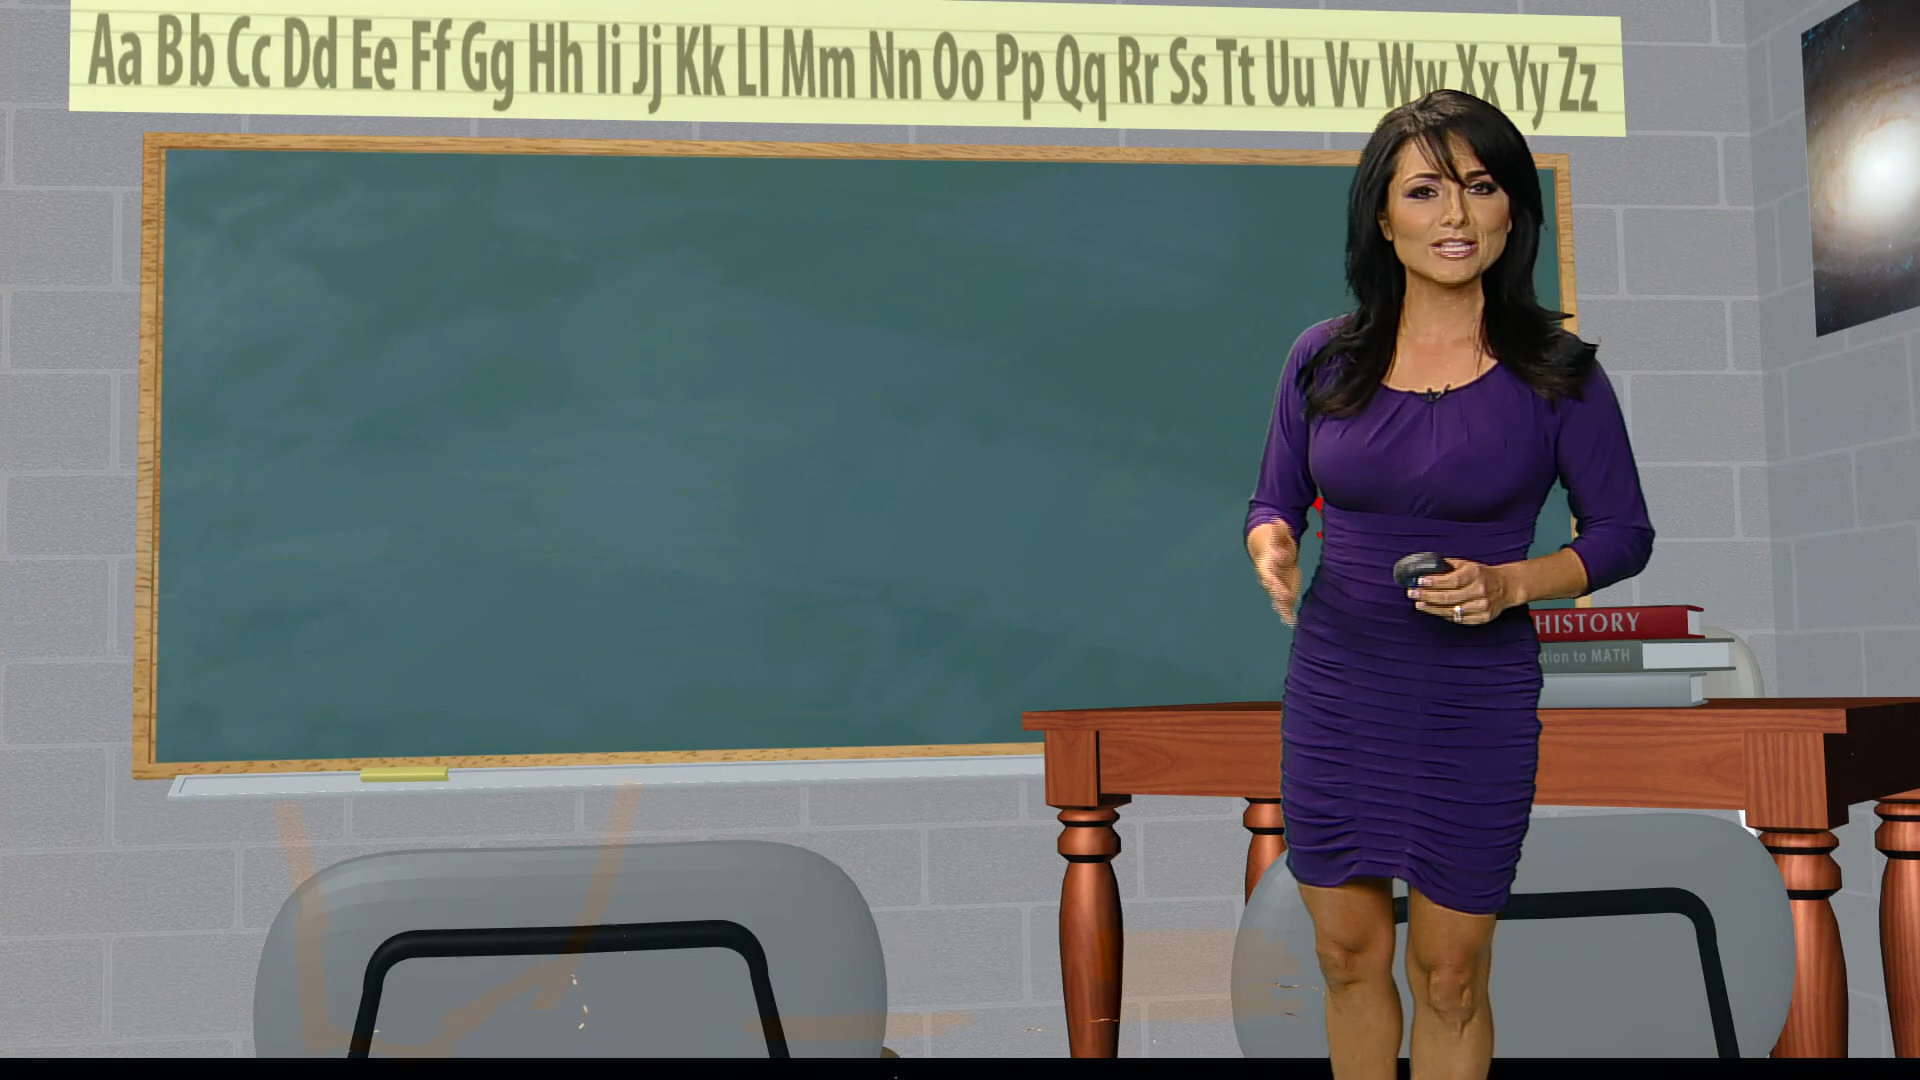 Aa Bb Cc Dd Ee Ff Gg Hh Ii Jj Kk Ll Mm Nn Oo Pp Qq Rr Ss Tt Uu Vv Ww Xx Yy Zz
HISTORY
ction to MATH